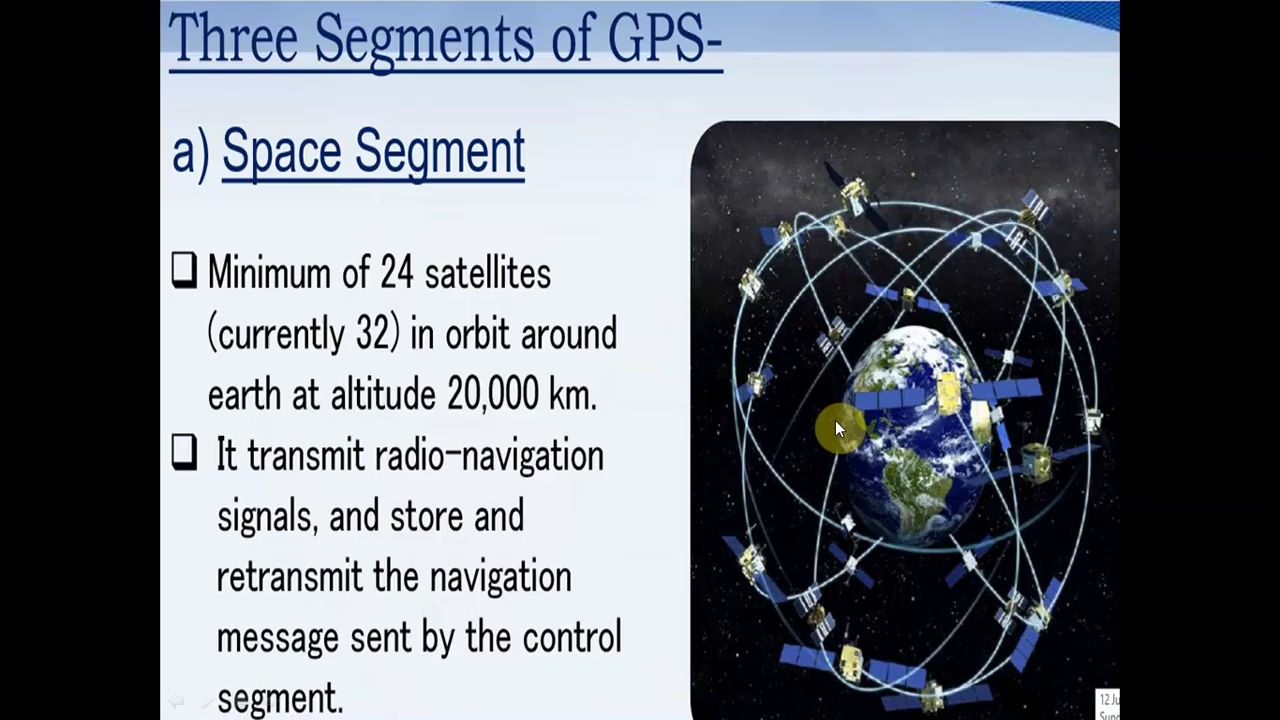 Three Segments of GPS-
a) Space Segment
❑ Minimum of 24 satellites
(currently 32) in orbit around
earth at altitude 20,000 km.
❑ It transmit radio-navigation
signals, and store and
retransmit the navigation
message sent by the control
segment.
12 Ju